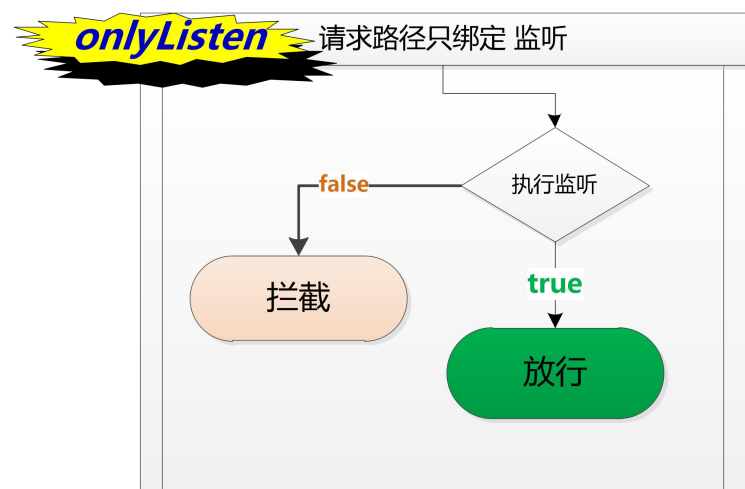 onlyListen
请求路径只绑定 监听
执行监听
false
true
拦截
放行